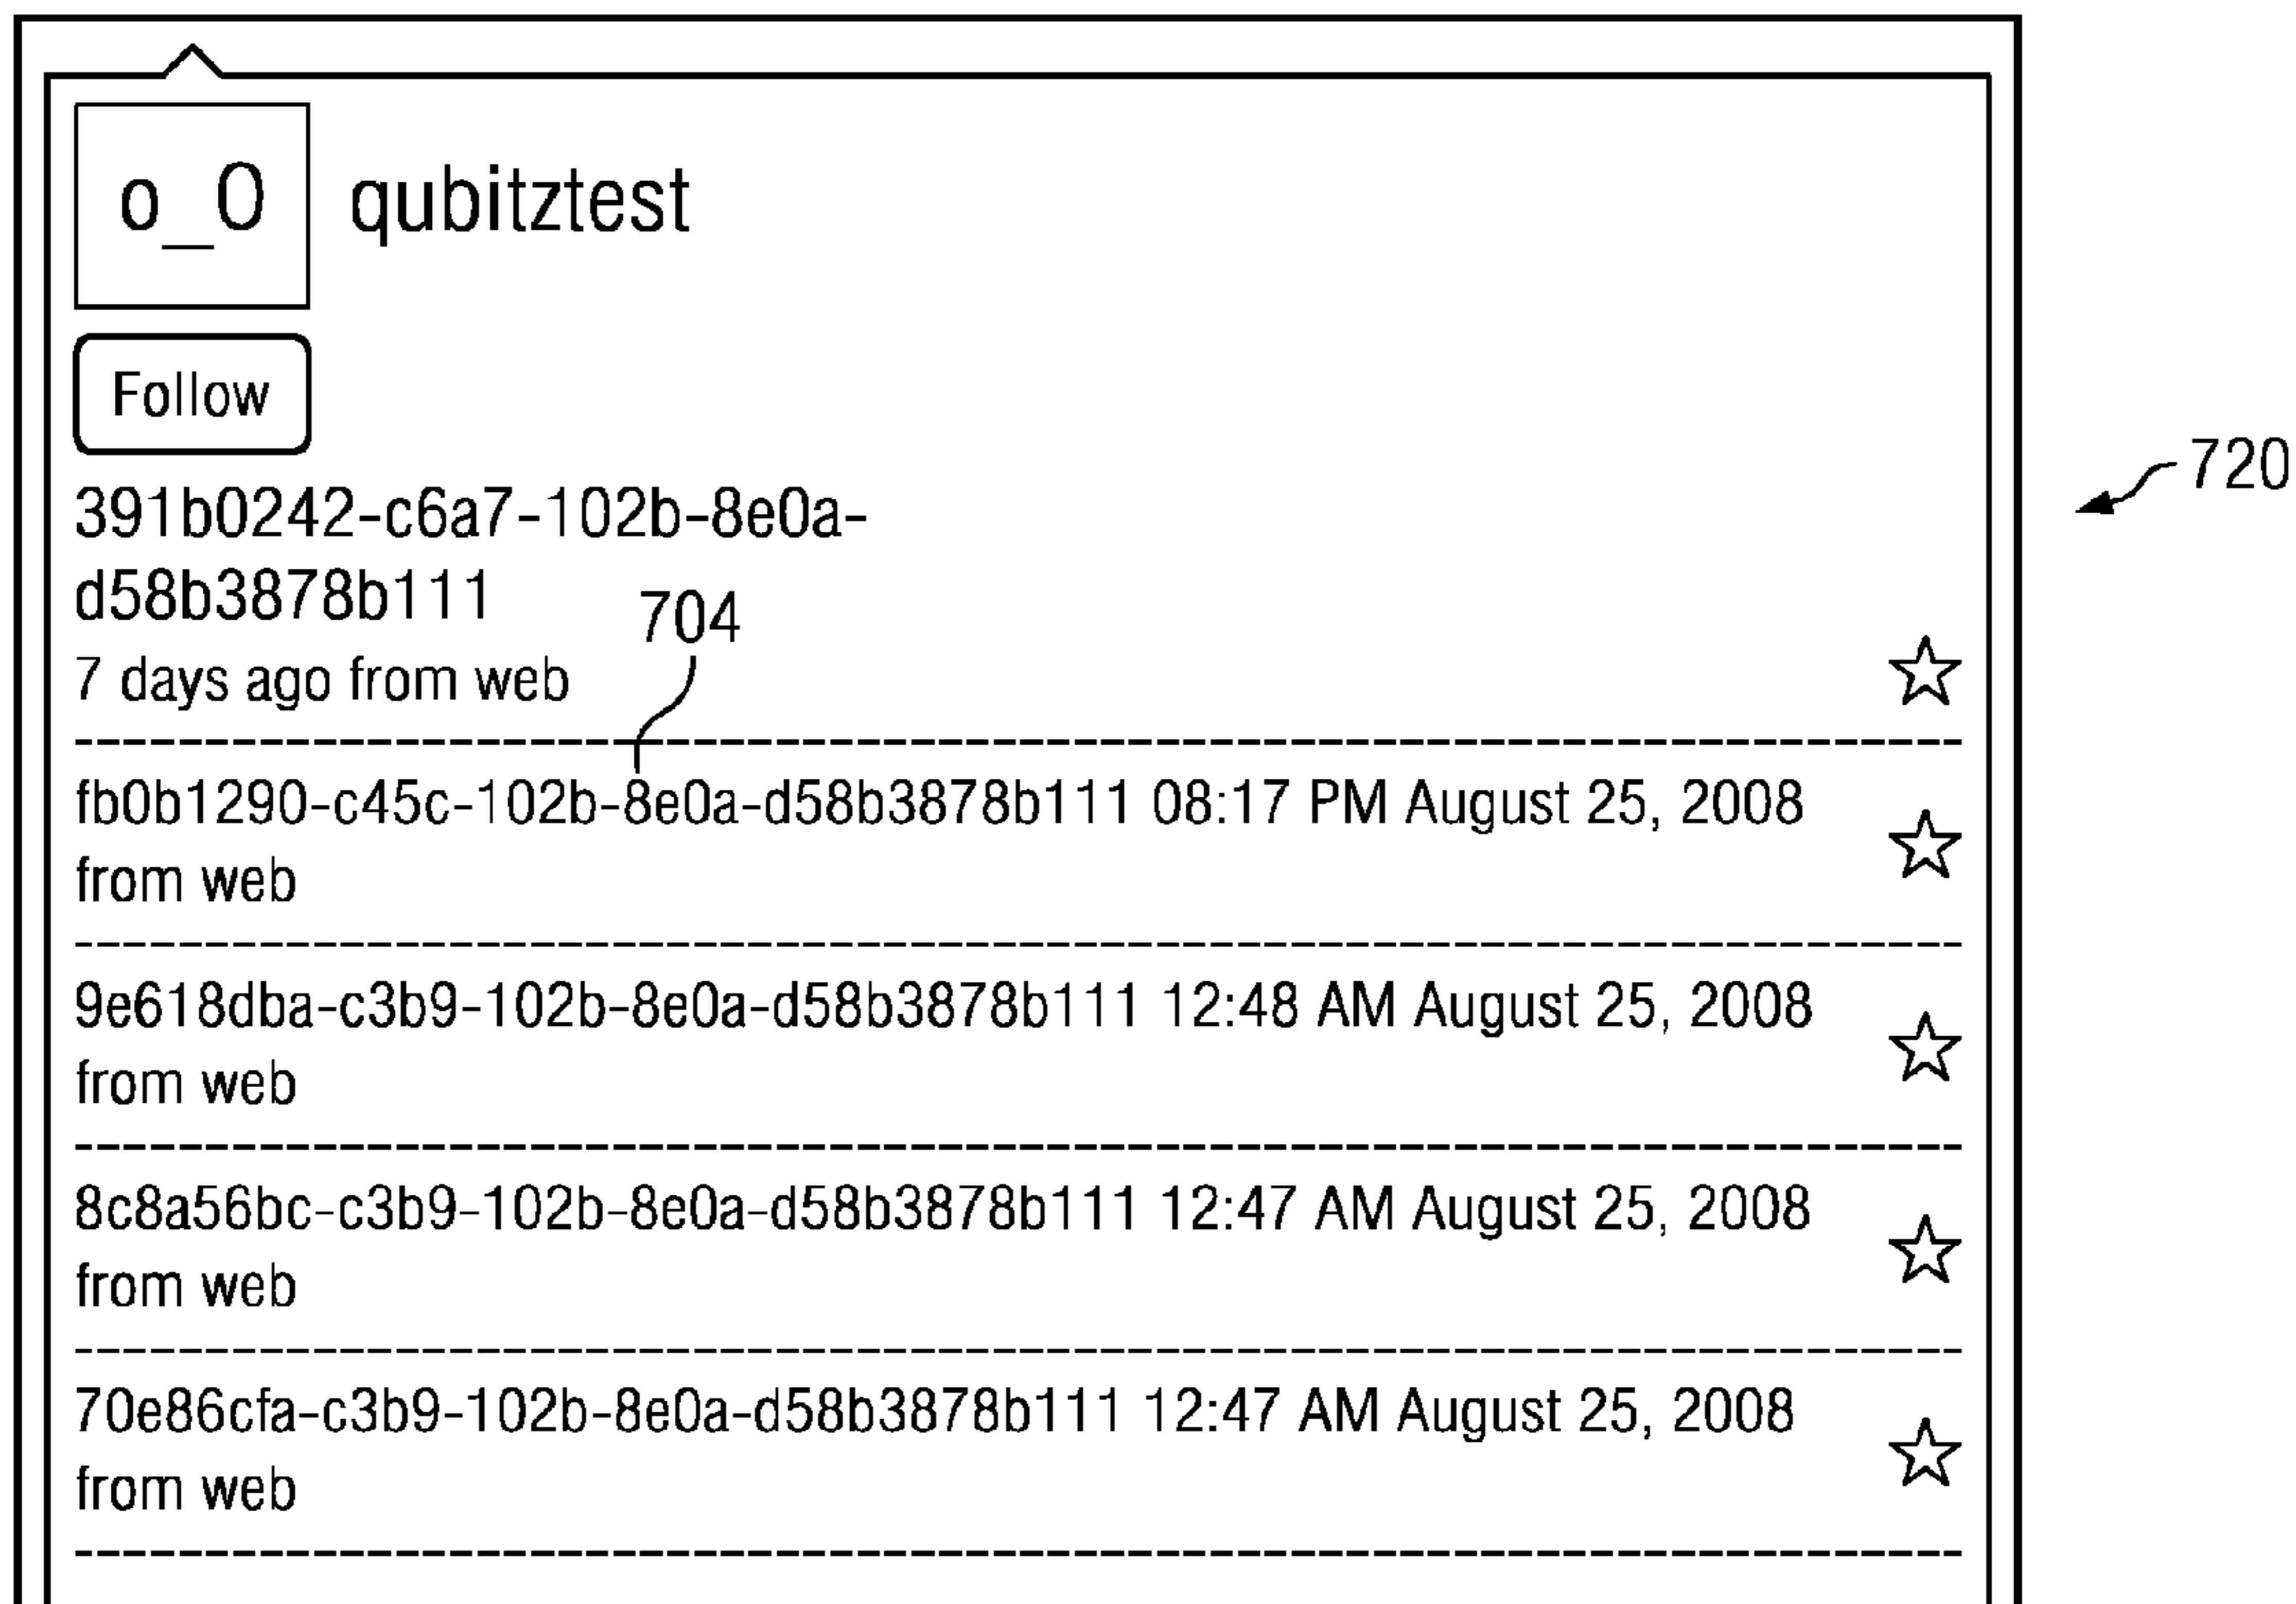 o_O qubitztest
Follow
720
391b0242-c6a7-102b-8e0a-
d58b3878b111
704
7 days ago from web
fb0b1290-c45c-102b-8e0a-d58b3878b111 08:17 PM August 25, 2008
from web
9e618dba-c3b9-102b-8e0a-d58b3878b111 12:48 AM August 25, 2008
from web
8c8a56bc-c3b9-102b-8e0a-d58b3878b111 12:47 AM August 25, 2008
from web
70e86cfa-c3b9-102b-8e0a-d58b3878b111 12:47 AM August 25, 2008
from web